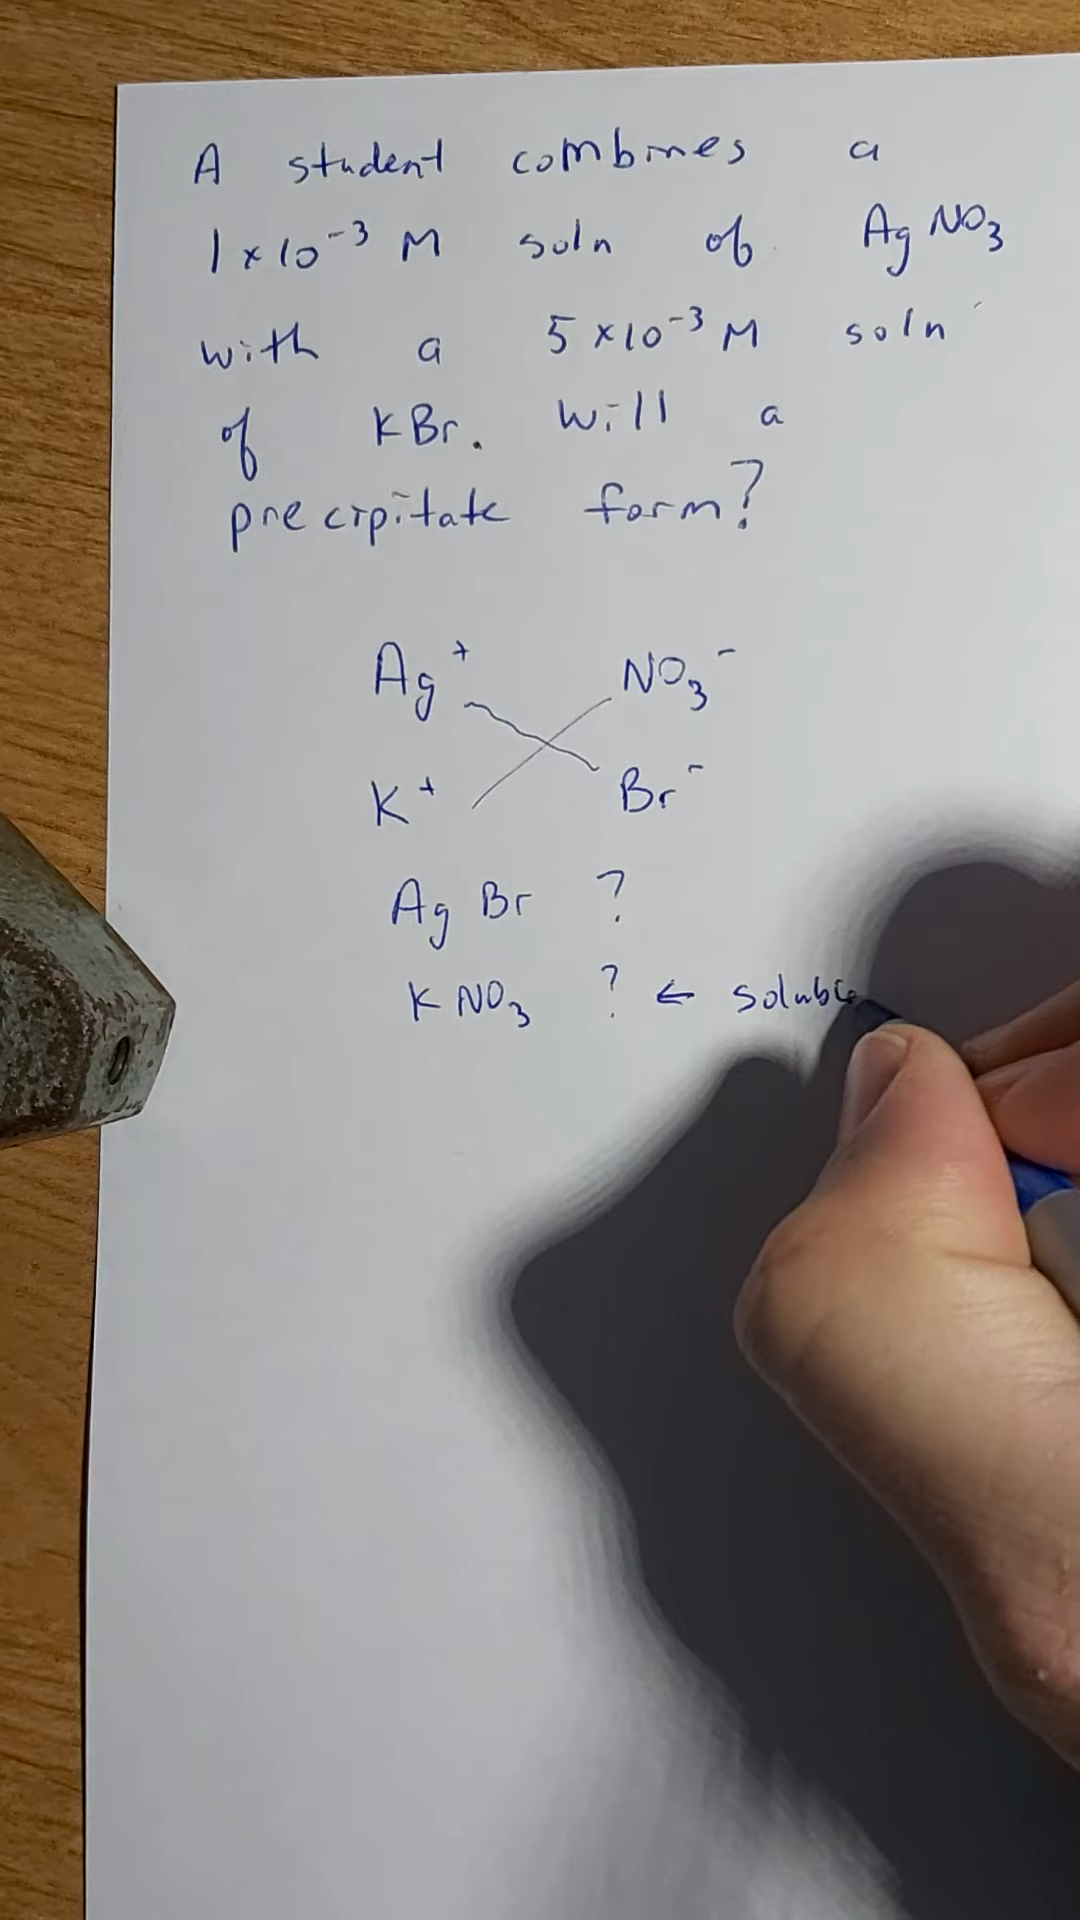 A student combines a
1 × 10⁻³ M soln of AgNO₃
with a 5 × 10⁻³ M soln
of KBr. Will a
precipitate form?
Ag⁺ NO₃⁻
K⁺ Br⁻
AgBr ?
KNO₃ ? ← soluble